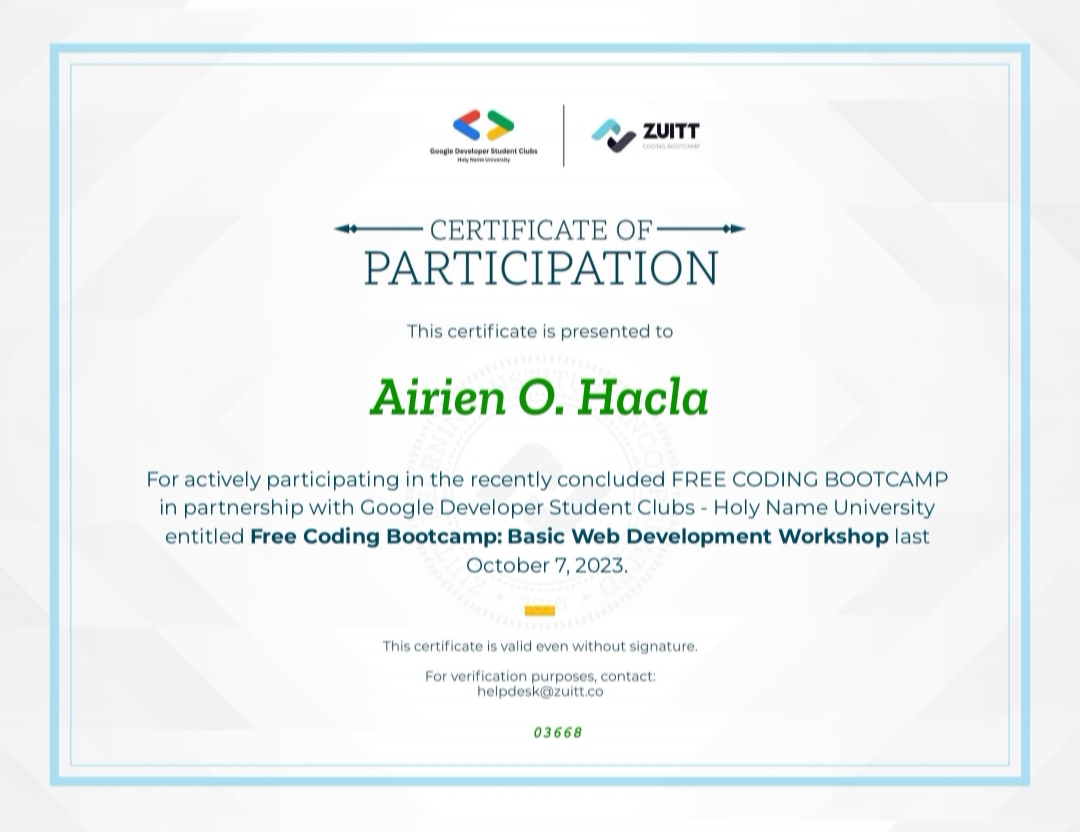 Google Developer Student Clubs
Holy Name University
ZUITT
CODING BOOTCAMP
CERTIFICATE OF
PARTICIPATION
This certificate is presented to
Airien O. Hacla
For actively participating in the recently concluded FREE CODING BOOTCAMP
in partnership with Google Developer Student Clubs - Holy Name University
entitled Free Coding Bootcamp: Basic Web Development Workshop last
October 7, 2023.
This certificate is valid even without signature.
For verification purposes, contact:
helpdesk@zuitt.co
03668